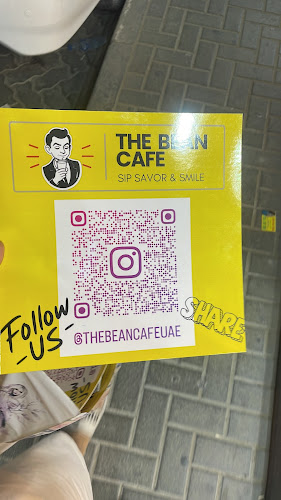 THE BEAN
CAFE
SIP SAVOR & SMILE
@THEBEANCAFEUAE
Follow
-US-
SHARE